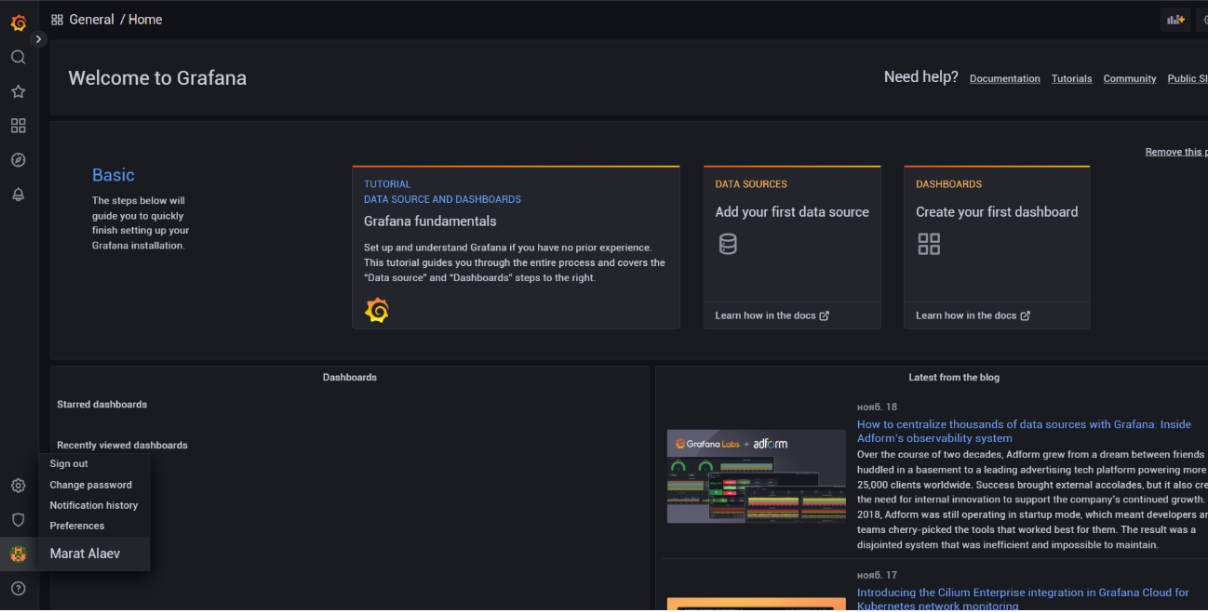 General / Home
Welcome to Grafana
Need help?
Documentation
Tutorials
Community
Public Sl
Remove this p
Basic
The steps below will
guide you to quickly
finish setting up your
Grafana installation.
TUTORIAL
DATA SOURCE AND DASHBOARDS
Grafana fundamentals
Set up and understand Grafana if you have no prior experience.
This tutorial guides you through the entire process and covers the
"Data source" and "Dashboards" steps to the right.
DATA SOURCES
Add your first data source
Learn how in the docs
DASHBOARDS
Create your first dashboard
Learn how in the docs
Dashboards
Starred dashboards
Recently viewed dashboards
Sign out
Change password
Notification history
Preferences
Marat Alaev
Latest from the blog
нояб. 18
Grafana Labs + adform
How to centralize thousands of data sources with Grafana: Inside
Adform's observability system
Over the course of two decades, Adform grew from a dream between friends
huddled in a basement to a leading advertising tech platform powering more
25,000 clients worldwide. Success brought external accolades, but it also cre
the need for internal innovation to support the company's continued growth.
2018, Adform was still operating in startup mode, which meant developers an
teams cherry-picked the tools that worked best for them. The result was a
disjointed system that was inefficient and impossible to maintain.
нояб. 17
Introducing the Cilium Enterprise integration in Grafana Cloud for
Kubernetes network monitoring